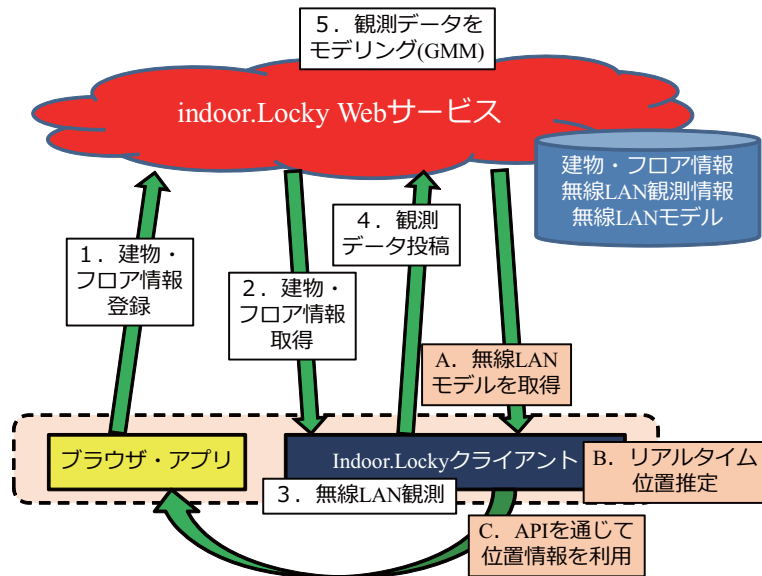 ５．観測データを
モデリング(GMM)
indoor.Locky Webサービス
建物・フロア情報
無線LAN観測情報
無線LANモデル
１．建物・
フロア情報
登録
２．建物・
フロア情報
取得
４．観測
データ投稿
A．無線LAN
モデルを取得
ブラウザ・アプリ
Indoor.Lockyクライアント
３．無線LAN観測
B．リアルタイム
位置推定
C．APIを通じて
位置情報を利用